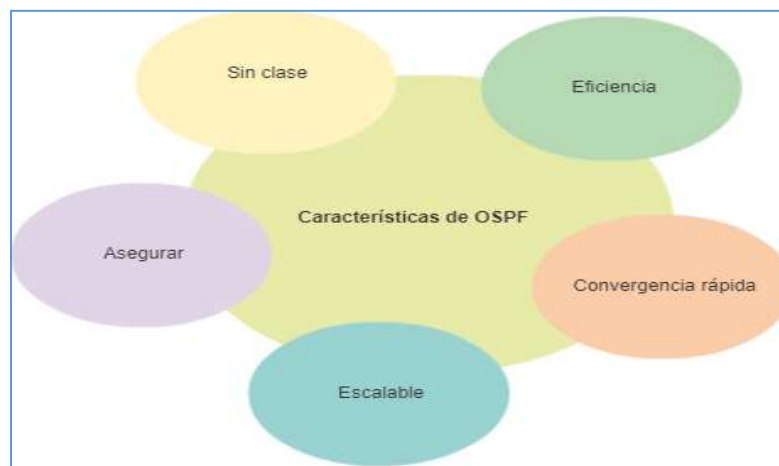 Sin clase
Eficiencia
Características de OSPF
Asegurar
Convergencia rápida
Escalable